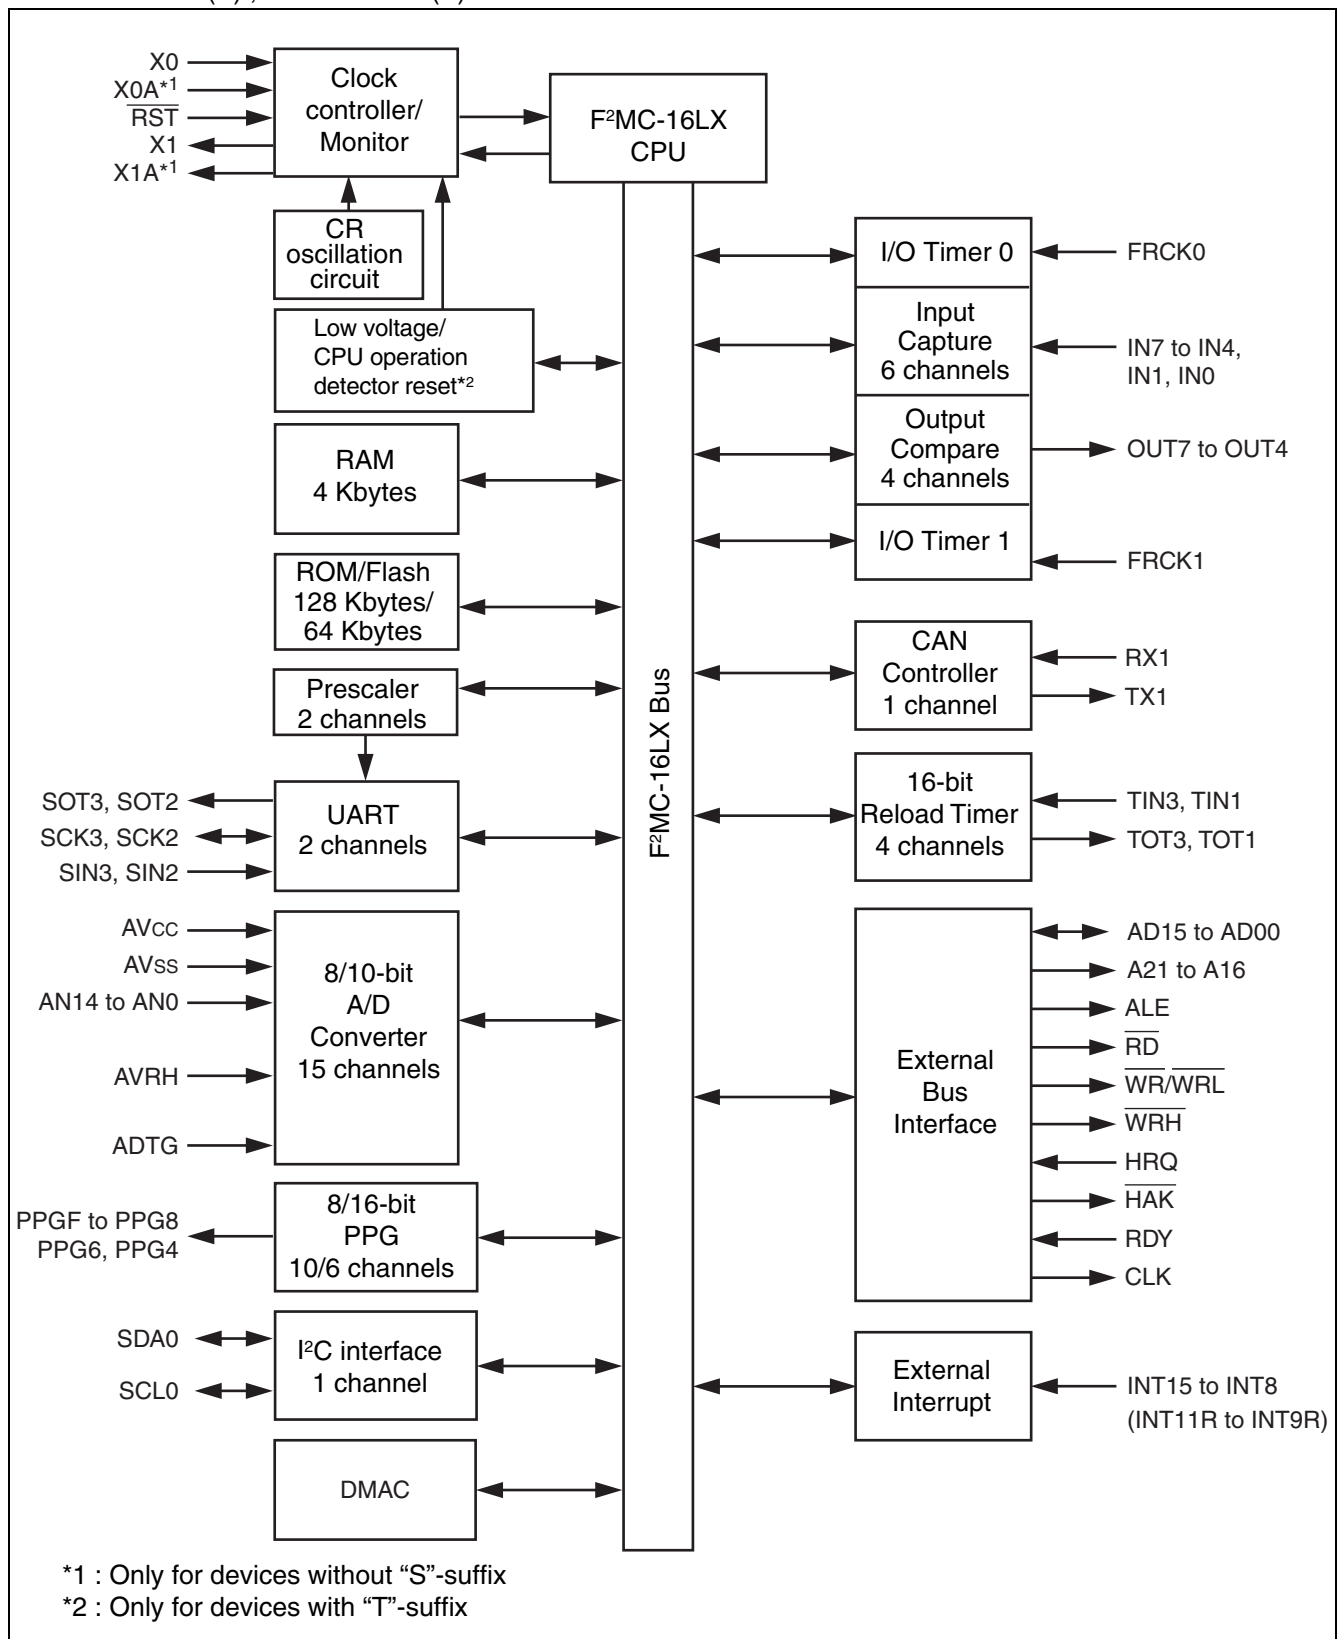 X0
X0A*1
RST
X1
X1A*1
Clock
controller/
Monitor
F²MC-16LX
CPU
CR
oscillation
circuit
Low voltage/
CPU operation
detector reset*2
RAM
4 Kbytes
ROM/Flash
128 Kbytes/
64 Kbytes
Prescaler
2 channels
SOT3, SOT2
SCK3, SCK2
SIN3, SIN2
UART
2 channels
AVCC
AVSS
AN14 to AN0
AVRH
ADTG
8/10-bit
A/D
Converter
15 channels
PPGF to PPG8
PPG6, PPG4
8/16-bit
PPG
10/6 channels
SDA0
SCL0
I²C interface
1 channel
DMAC
F²MC-16LX Bus
I/O Timer 0
FRCK0
Input
Capture
6 channels
IN7 to IN4,
IN1, IN0
Output
Compare
4 channels
OUT7 to OUT4
I/O Timer 1
FRCK1
CAN
Controller
1 channel
RX1
TX1
16-bit
Reload Timer
4 channels
TIN3, TIN1
TOT3, TOT1
External
Bus
Interface
AD15 to AD00
A21 to A16
ALE
RD
WR/WRL
WRH
HRQ
HAK
RDY
CLK
External
Interrupt
INT15 to INT8
(INT11R to INT9R)
*1 : Only for devices without “S”-suffix
*2 : Only for devices with “T”-suffix